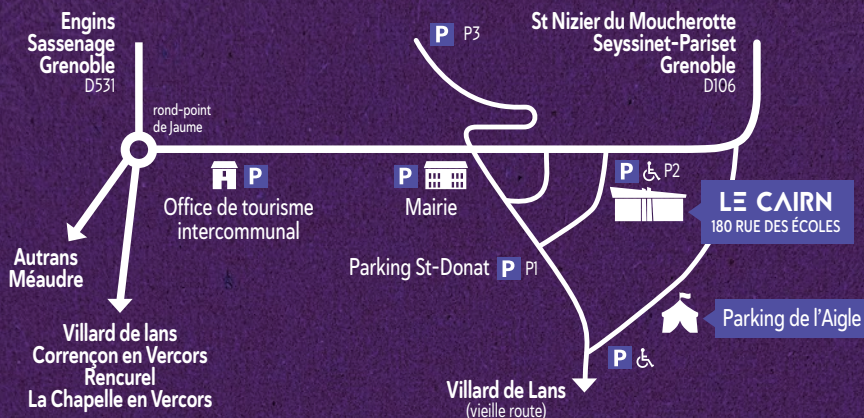 Engins
Sassenage
Grenoble
D531
rond-point
de Jaume
P P3
St Nizier du Moucherotte
Seyssinet-Pariset
Grenoble
D106
P
Office de tourisme
intercommunal
P
Mairie
P P2
LE CAIRN
180 RUE DES ÉCOLES
Autrans
Méaudre
Parking St-Donat P P1
Parking de l'Aigle
P
Villard de lans
Corrençon en Vercors
Rencurel
La Chapelle en Vercors
Villard de Lans
(vieille route)